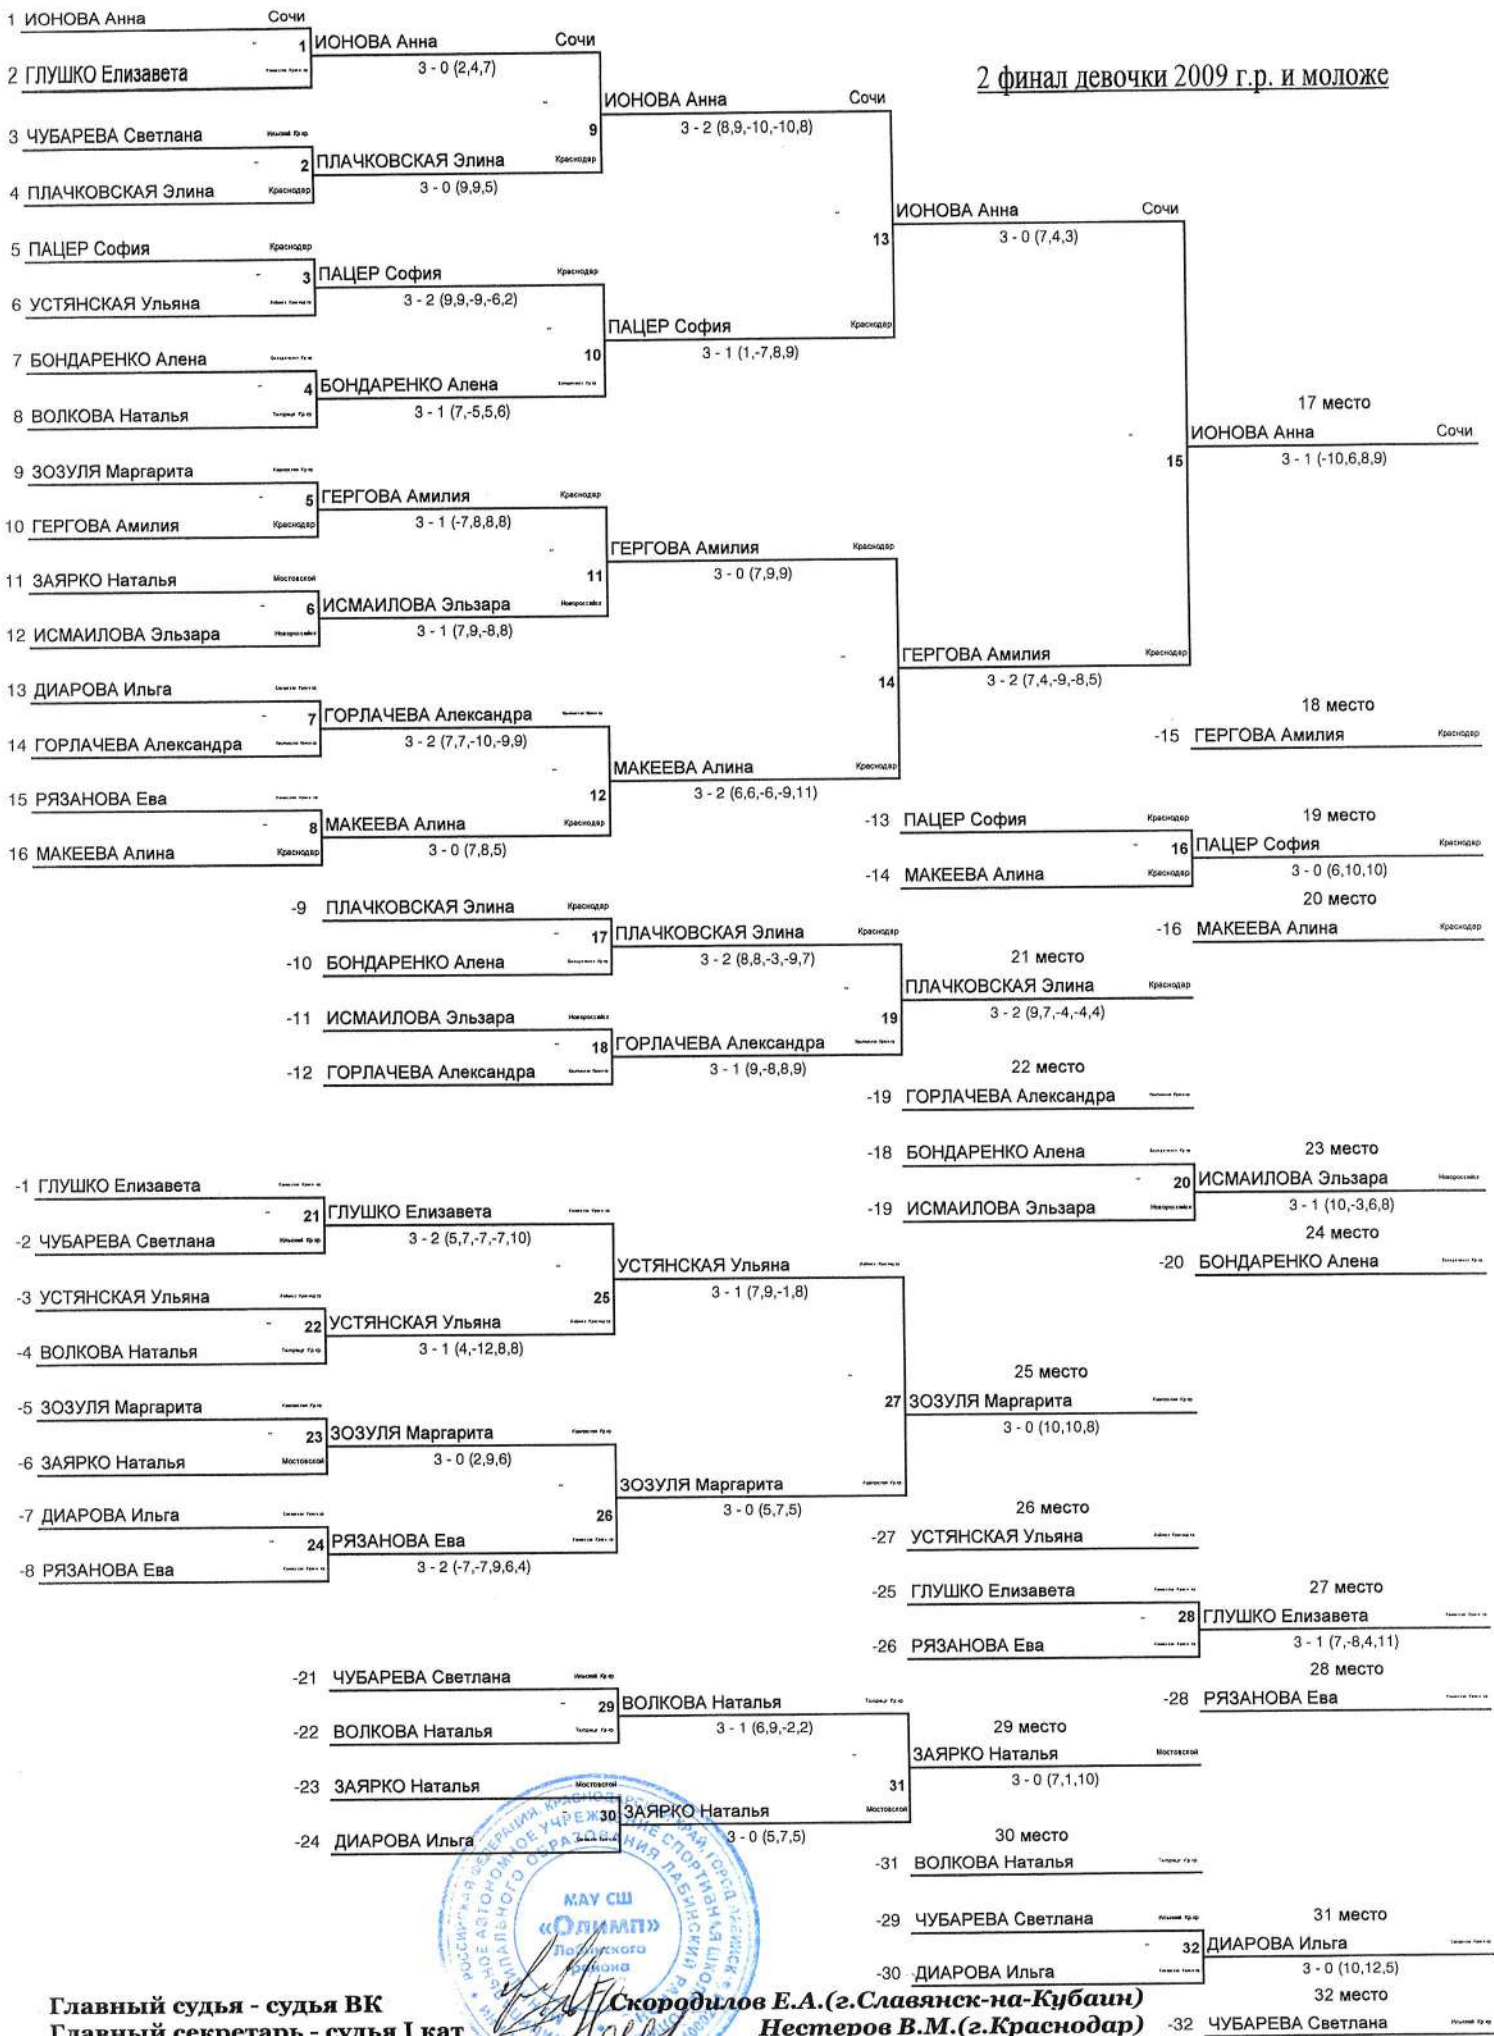 2 финал девочки 2009 г.р. и моложе
1 ИОНОВА Анна Сочи
1 ИОНОВА Анна Сочи
2 ГЛУШКО Елизавета
3 - 0 (2,4,7)
ИОНОВА Анна Сочи
9
3 - 2 (8,9,-10,-10,8)
3 ЧУБАРЕВА Светлана
2 ПЛАЧКОВСКАЯ Элина Краснодар
4 ПЛАЧКОВСКАЯ Элина Краснодар
3 - 0 (9,9,5)
13 ИОНОВА Анна Сочи
3 - 0 (7,4,3)
5 ПАЦЕР София Краснодар
3 ПАЦЕР София Краснодар
6 УСТЯНСКАЯ Ульяна
3 - 2 (9,9,-9,-6,2)
10 ПАЦЕР София Краснодар
3 - 1 (1,-7,8,9)
7 БОНДАРЕНКО Алена
4 БОНДАРЕНКО Алена
8 ВОЛКОВА Наталья
3 - 1 (7,-5,5,6)
17 место
15 ИОНОВА Анна Сочи
3 - 1 (-10,6,8,9)
9 ЗОЗУЛЯ Маргарита
5 ГЕРГОВА Амилия Краснодар
10 ГЕРГОВА Амилия Краснодар
3 - 1 (-7,8,8,8)
11 ГЕРГОВА Амилия Краснодар
3 - 0 (7,9,9)
11 ЗАЯРКО Наталья Мостовской
6 ИСМАИЛОВА Эльзара Новороссийск
12 ИСМАИЛОВА Эльзара Новороссийск
3 - 1 (7,9,-8,8)
14 ГЕРГОВА Амилия Краснодар
3 - 2 (7,4,-9,-8,5)
13 ДИАРОВА Ильга
7 ГОРЛАЧЕВА Александра
14 ГОРЛАЧЕВА Александра
3 - 2 (7,7,-10,-9,9)
18 место
-15 ГЕРГОВА Амилия Краснодар
12 МАКЕЕВА Алина Краснодар
3 - 2 (6,6,-6,-9,11)
15 РЯЗАНОВА Ева
8 МАКЕЕВА Алина Краснодар
16 МАКЕЕВА Алина Краснодар
3 - 0 (7,8,5)
-13 ПАЦЕР София Краснодар
19 место
16 ПАЦЕР София Краснодар
-14 МАКЕЕВА Алина Краснодар
3 - 0 (6,10,10)
20 место
-16 МАКЕЕВА Алина Краснодар
-9 ПЛАЧКОВСКАЯ Элина Краснодар
17 ПЛАЧКОВСКАЯ Элина Краснодар
-10 БОНДАРЕНКО Алена
3 - 2 (8,8,-3,-9,7)
21 место
19 ПЛАЧКОВСКАЯ Элина Краснодар
3 - 2 (9,7,-4,-4,4)
-11 ИСМАИЛОВА Эльзара Новороссийск
18 ГОРЛАЧЕВА Александра
-12 ГОРЛАЧЕВА Александра
3 - 1 (9,-8,8,9)
22 место
-19 ГОРЛАЧЕВА Александра
-18 БОНДАРЕНКО Алена
23 место
20 ИСМАИЛОВА Эльзара Новороссийск
-19 ИСМАИЛОВА Эльзара Новороссийск
3 - 1 (10,-3,6,8)
24 место
-20 БОНДАРЕНКО Алена
-1 ГЛУШКО Елизавета
21 ГЛУШКО Елизавета
-2 ЧУБАРЕВА Светлана
3 - 2 (5,7,-7,-7,10)
25 УСТЯНСКАЯ Ульяна
3 - 1 (7,9,-1,8)
-3 УСТЯНСКАЯ Ульяна
22 УСТЯНСКАЯ Ульяна
-4 ВОЛКОВА Наталья
3 - 1 (4,-12,8,8)
25 место
27 ЗОЗУЛЯ Маргарита
3 - 0 (10,10,8)
-5 ЗОЗУЛЯ Маргарита
23 ЗОЗУЛЯ Маргарита
-6 ЗАЯРКО Наталья Мостовской
3 - 0 (2,9,6)
26 ЗОЗУЛЯ Маргарита
3 - 0 (5,7,5)
-7 ДИАРОВА Ильга
24 РЯЗАНОВА Ева
-8 РЯЗАНОВА Ева
3 - 2 (-7,-7,9,6,4)
26 место
-27 УСТЯНСКАЯ Ульяна
-25 ГЛУШКО Елизавета
27 место
28 ГЛУШКО Елизавета
-26 РЯЗАНОВА Ева
3 - 1 (7,-8,4,11)
28 место
-28 РЯЗАНОВА Ева
-21 ЧУБАРЕВА Светлана
29 ВОЛКОВА Наталья
-22 ВОЛКОВА Наталья
3 - 1 (6,9,-2,2)
29 место
31 ЗАЯРКО Наталья Мостовской
3 - 0 (7,1,10)
-23 ЗАЯРКО Наталья Мостовской
30 ЗАЯРКО Наталья Мостовской
-24 ДИАРОВА Ильга
3 - 0 (5,7,5)
30 место
-31 ВОЛКОВА Наталья
-29 ЧУБАРЕВА Светлана
31 место
32 ДИАРОВА Ильга
-30 ДИАРОВА Ильга
3 - 0 (10,12,5)
32 место
-32 ЧУБАРЕВА Светлана
МАУ СШ
«Олимп»
Лабинского
района
Главный судья - судья ВК Скородилов Е.А.(г.Славянск-на-Кубаин)
Главный секретарь - судья I кат Нестеров В.М.(г.Краснодар)